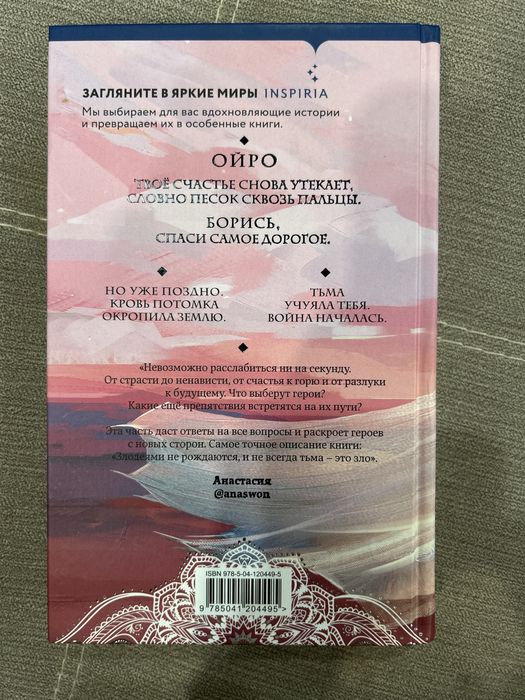 ЗАГЛЯНИТЕ В ЯРКИЕ МИРЫ INSPIRIA
Мы выбираем для вас вдохновляющие истории
и превращаем их в особенные книги.
ОЙРО
ТВОЁ СЧАСТЬЕ СНОВА УТЕКАЕТ,
СЛОВНО ПЕСОК СКВОЗЬ ПАЛЬЦЫ.
БОРИСЬ,
СПАСИ САМОЕ ДОРОГОЕ.
НО УЖЕ ПОЗДНО.
КРОВЬ ПОТОМКА
ОКРОПИЛА ЗЕМЛЮ.
ТЬМА
УЧУЯЛА ТЕБЯ.
ВОЙНА НАЧАЛАСЬ.
«Невозможно расслабиться ни на секунду.
От страсти до ненависти, от счастья к горю и от разлуки
к будущему. Что выберут герои?
Какие ещё препятствия встретятся на их пути?
Эта часть даст ответы на все вопросы и раскроет героев
с новых сторон. Самое точное описание книги:
«Злодеями не рождаются, и не всегда тьма – это зло».
Анастасия
@anaswon
ISBN 978-5-04-120449-5
9 785041 204495 >